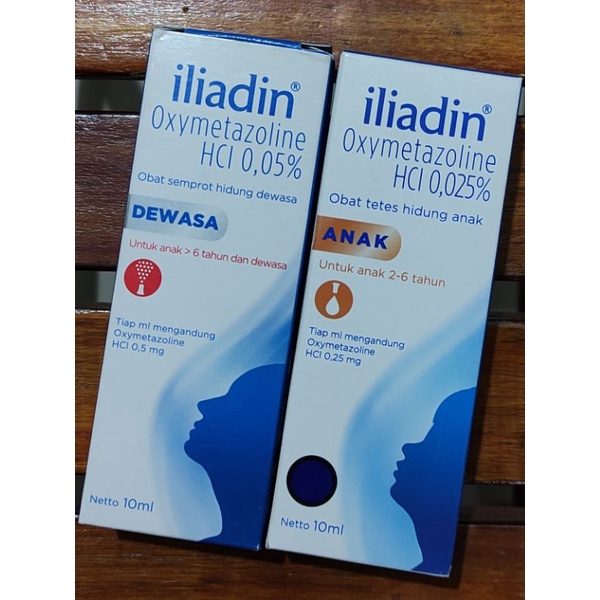 iliadin®
Oxymetazoline
HCl 0,05%
Obat semprot hidung dewasa
DEWASA
Untuk anak > 6 tahun dan dewasa
Tiap ml mengandung
Oxymetazoline
HCl 0,5 mg
Netto 10ml
iliadin®
Oxymetazoline
HCl 0,025%
Obat tetes hidung anak
ANAK
Untuk anak 2-6 tahun
Tiap ml mengandung
Oxymetazoline
HCl 0,25 mg
Netto 10ml